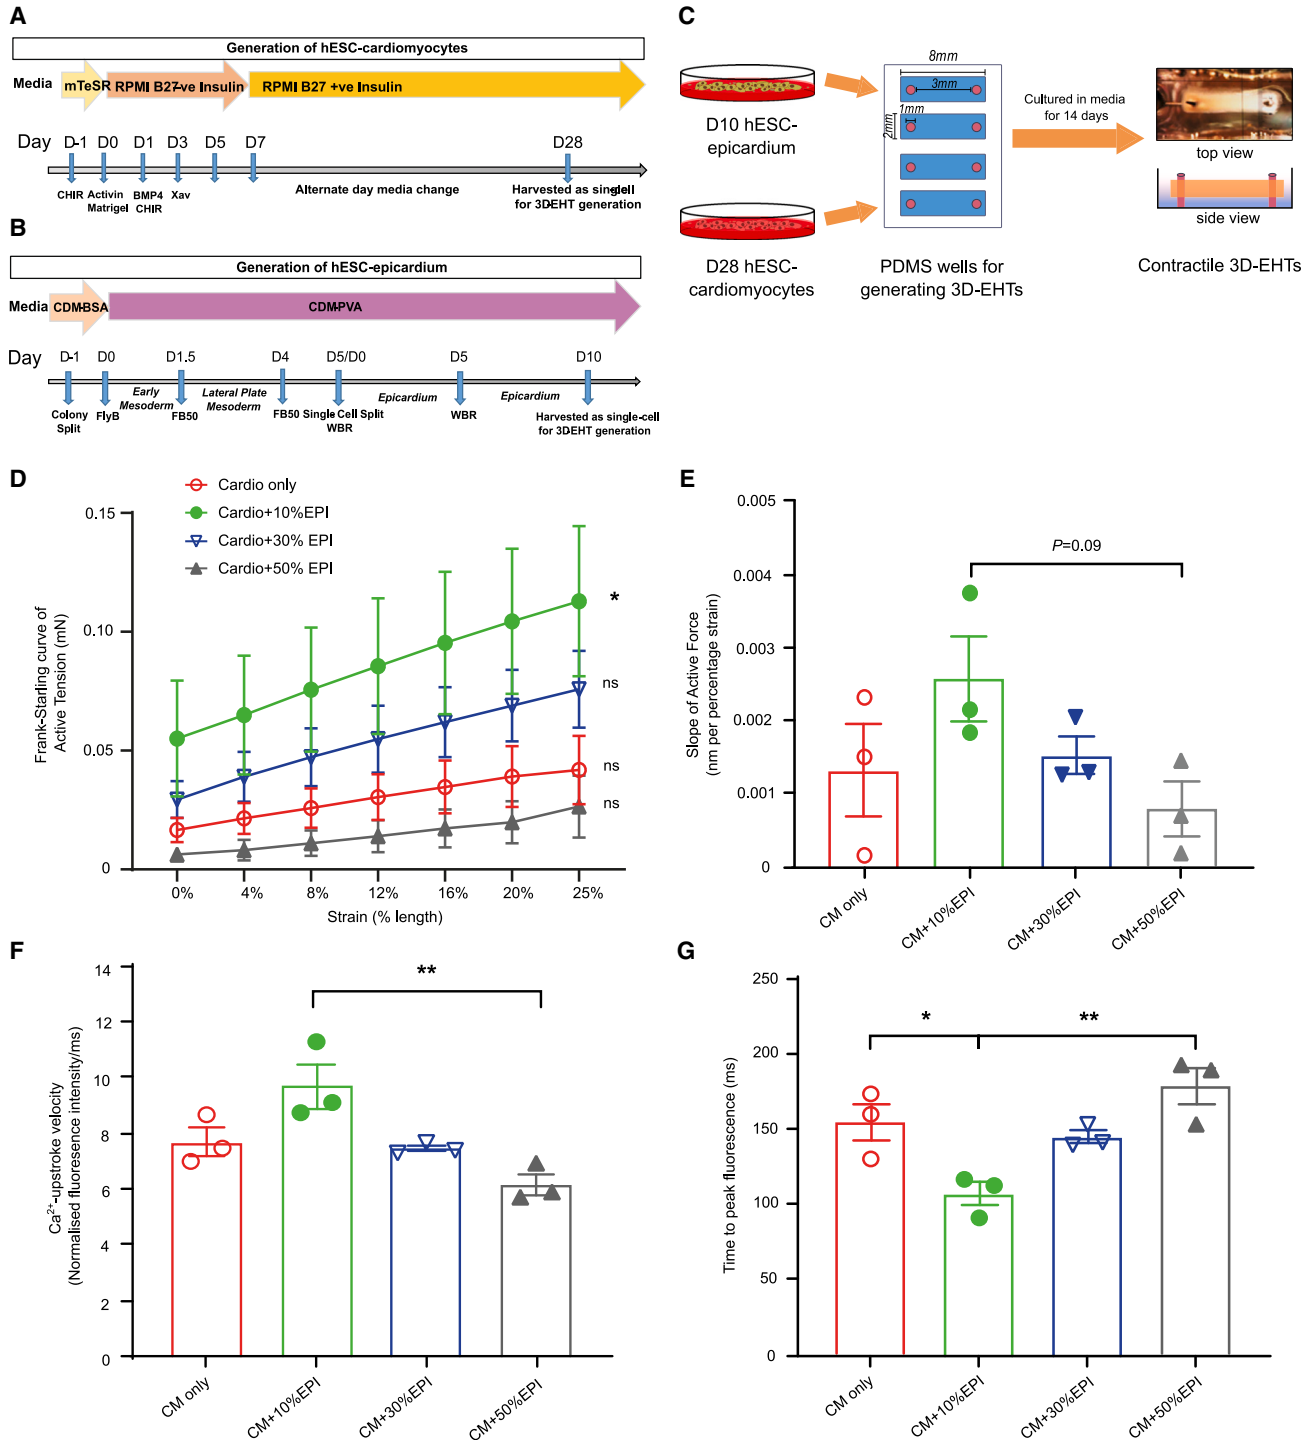 A
Generation of hESC-cardiomyocytes
Media
mTeSR
RPMI B27-ve Insulin
RPMI B27 +ve Insulin
Day
D-1
D0
D1
D3
D5
D7
D28
CHIR
Activin
Matrigel
BMP4
CHIR
Xav
Alternate day media change
Harvested as single-cell
for 3D-EHT generation
B
Generation of hESC-epicardium
Media
CDM-BSA
CDM-PVA
Day
D-1
D0
D1.5
D4
D5/D0
D5
D10
Early
Mesoderm
Lateral Plate
Mesoderm
Epicardium
Epicardium
Colony
Split
FlyB
FB50
FB50
Single Cell Split
WBR
WBR
Harvested as single-cell
for 3D-EHT generation
C
D10 hESC-
epicardium
D28 hESC-
cardiomyocytes
8mm
3mm
1mm
2mm
PDMS wells for
generating 3D-EHTs
Cultured in media
for 14 days
top view
side view
Contractile 3D-EHTs
D
Cardio only
Cardio+10%EPI
Cardio+30% EPI
Cardio+50% EPI
Frank-Starling curve of
Active Tension (mN)
0.15
0.10
0.05
0
*
ns
ns
ns
0%
4%
8%
12%
16%
20%
25%
Strain (% length)
E
Slope of Active Force
(nm per percentage strain)
0.005
0.004
0.003
0.002
0.001
0
P=0.09
CM only
CM+10%EPI
CM+30%EPI
CM+50%EPI
F
Ca2+-upstroke velocity
(Normalised fluoresence intensity/ms)
14
12
10
8
6
4
2
0
**
CM only
CM+10%EPI
CM+30%EPI
CM+50%EPI
G
Time to peak fluorescence (ms)
250
200
150
100
50
0
*
**
CM only
CM+10%EPI
CM+30%EPI
CM+50%EPI